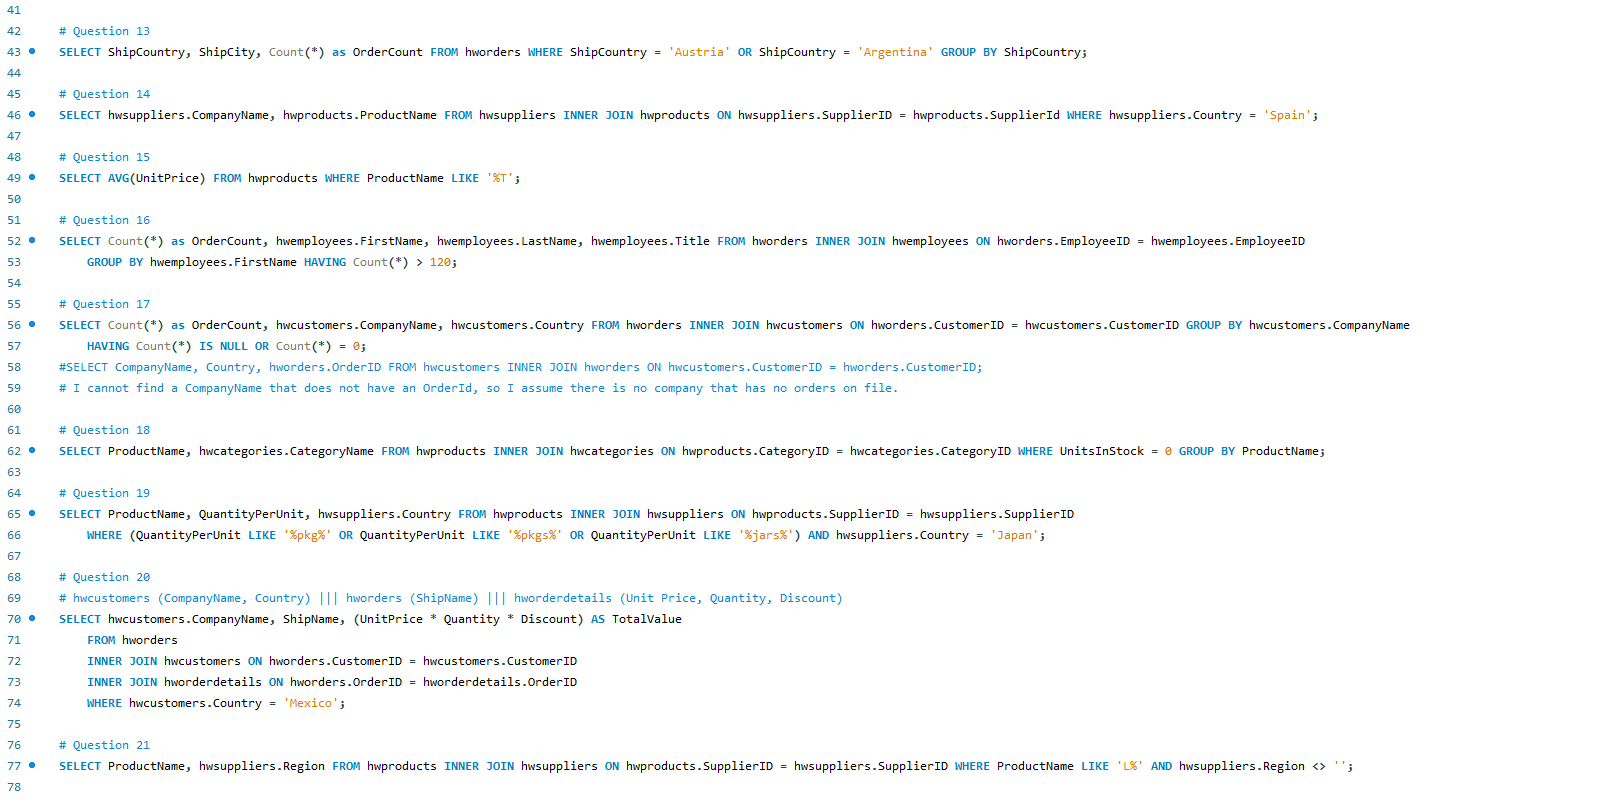 41
42 # Question 13
43 SELECT ShipCountry, ShipCity, Count(*) as OrderCount FROM hworders WHERE ShipCountry = 'Austria' OR ShipCountry = 'Argentina' GROUP BY ShipCountry;
44
45 # Question 14
46 SELECT hwsuppliers.CompanyName, hwproducts.ProductName FROM hwsuppliers INNER JOIN hwproducts ON hwsuppliers.SupplierID = hwproducts.SupplierId WHERE hwsuppliers.Country = 'Spain';
47
48 # Question 15
49 SELECT AVG(UnitPrice) FROM hwproducts WHERE ProductName LIKE '%T';
50
51 # Question 16
52 SELECT Count(*) as OrderCount, hwemployees.FirstName, hwemployees.LastName, hwemployees.Title FROM hworders INNER JOIN hwemployees ON hworders.EmployeeID = hwemployees.EmployeeID
53 GROUP BY hwemployees.FirstName HAVING Count(*) > 120;
54
55 # Question 17
56 SELECT Count(*) as OrderCount, hwcustomers.CompanyName, hwcustomers.Country FROM hworders INNER JOIN hwcustomers ON hworders.CustomerID = hwcustomers.CustomerID GROUP BY hwcustomers.CompanyName
57 HAVING Count(*) IS NULL OR Count(*) = 0;
58 #SELECT CompanyName, Country, hworders.OrderID FROM hwcustomers INNER JOIN hworders ON hwcustomers.CustomerID = hworders.CustomerID;
59 # I cannot find a CompanyName that does not have an OrderId, so I assume there is no company that has no orders on file.
60
61 # Question 18
62 SELECT ProductName, hwcategories.CategoryName FROM hwproducts INNER JOIN hwcategories ON hwproducts.CategoryID = hwcategories.CategoryID WHERE UnitsInStock = 0 GROUP BY ProductName;
63
64 # Question 19
65 SELECT ProductName, QuantityPerUnit, hwsuppliers.Country FROM hwproducts INNER JOIN hwsuppliers ON hwproducts.SupplierID = hwsuppliers.SupplierID
66 WHERE (QuantityPerUnit LIKE '%pkg%' OR QuantityPerUnit LIKE '%pkgs%' OR QuantityPerUnit LIKE '%jars%') AND hwsuppliers.Country = 'Japan';
67
68 # Question 20
69 # hwcustomers (CompanyName, Country) ||| hworders (ShipName) ||| hworderdetails (Unit Price, Quantity, Discount)
70 SELECT hwcustomers.CompanyName, ShipName, (UnitPrice * Quantity * Discount) AS TotalValue
71 FROM hworders
72 INNER JOIN hwcustomers ON hworders.CustomerID = hwcustomers.CustomerID
73 INNER JOIN hworderdetails ON hworders.OrderID = hworderdetails.OrderID
74 WHERE hwcustomers.Country = 'Mexico';
75
76 # Question 21
77 SELECT ProductName, hwsuppliers.Region FROM hwproducts INNER JOIN hwsuppliers ON hwproducts.SupplierID = hwsuppliers.SupplierID WHERE ProductName LIKE 'L%' AND hwsuppliers.Region <> '';
78